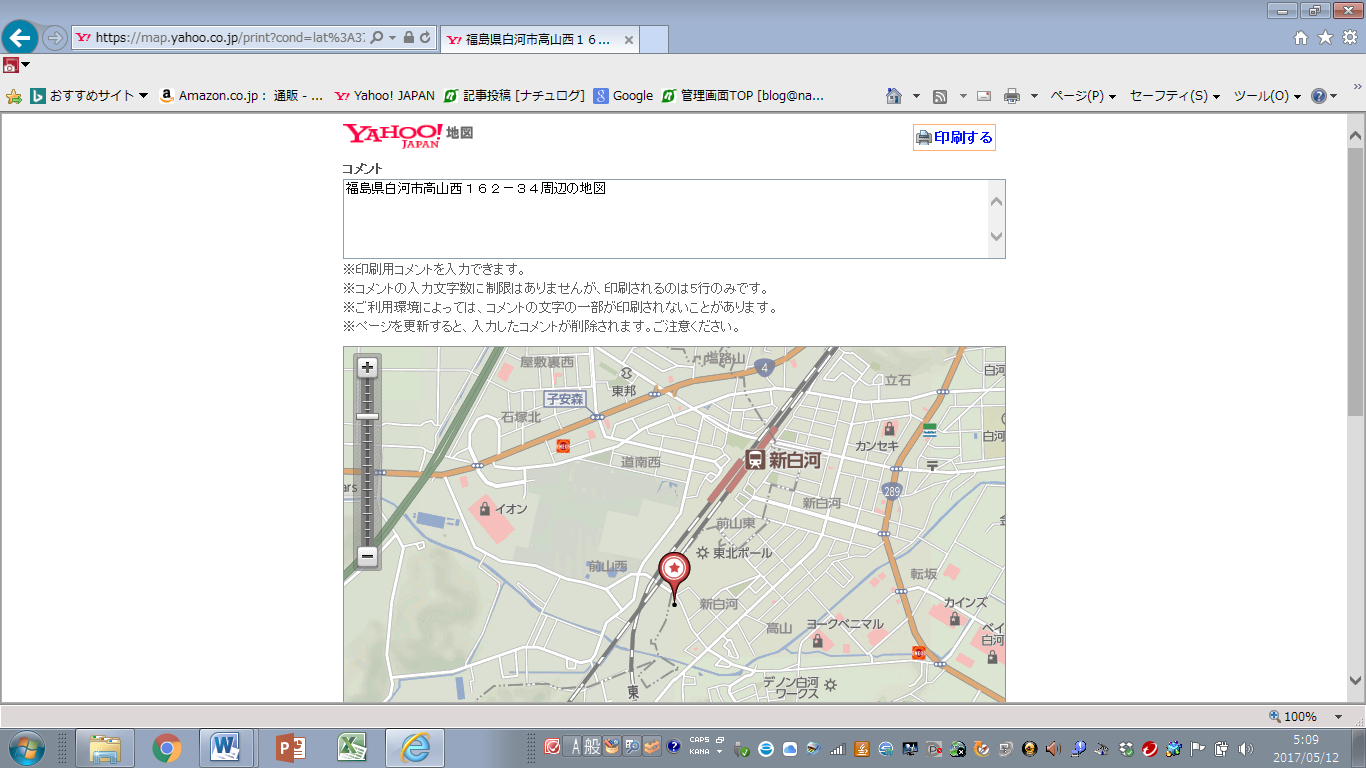 https://map.yahoo.co.jp/print?cond=lat%3A3
福島県白河市高山西１６...
おすすめサイト
Amazon.co.jp： 通販 - ...
Yahoo! JAPAN
記事投稿 [ナチュログ]
Google
管理画面TOP [blog@na...
ページ(P)
セーフティ(S)
ツール(O)
YAHOO! JAPAN 地図
印刷する
コメント
福島県白河市高山西１６２－３４周辺の地図
※印刷用コメントを入力できます。
※コメントの入力文字数に制限はありませんが、印刷されるのは5行のみです。
※ご利用環境によっては、コメントの文字の一部が印刷されないことがあります。
※ページを更新すると、入力したコメントが削除されます。ご注意ください。
屋敷裏西
塩路山
4
東邦
立石
白河
子安森
石塚北
カンセキ
白河
道南西
新白河
289
イオン
前山東
新白河
東北ポール
前山西
転坂
新白河
カインズ
高山
ヨークベニマル
ベイ
白河
デノン白河
ワークス
東
100%
A 般
CAPS
KANA
5:09
2017/05/12